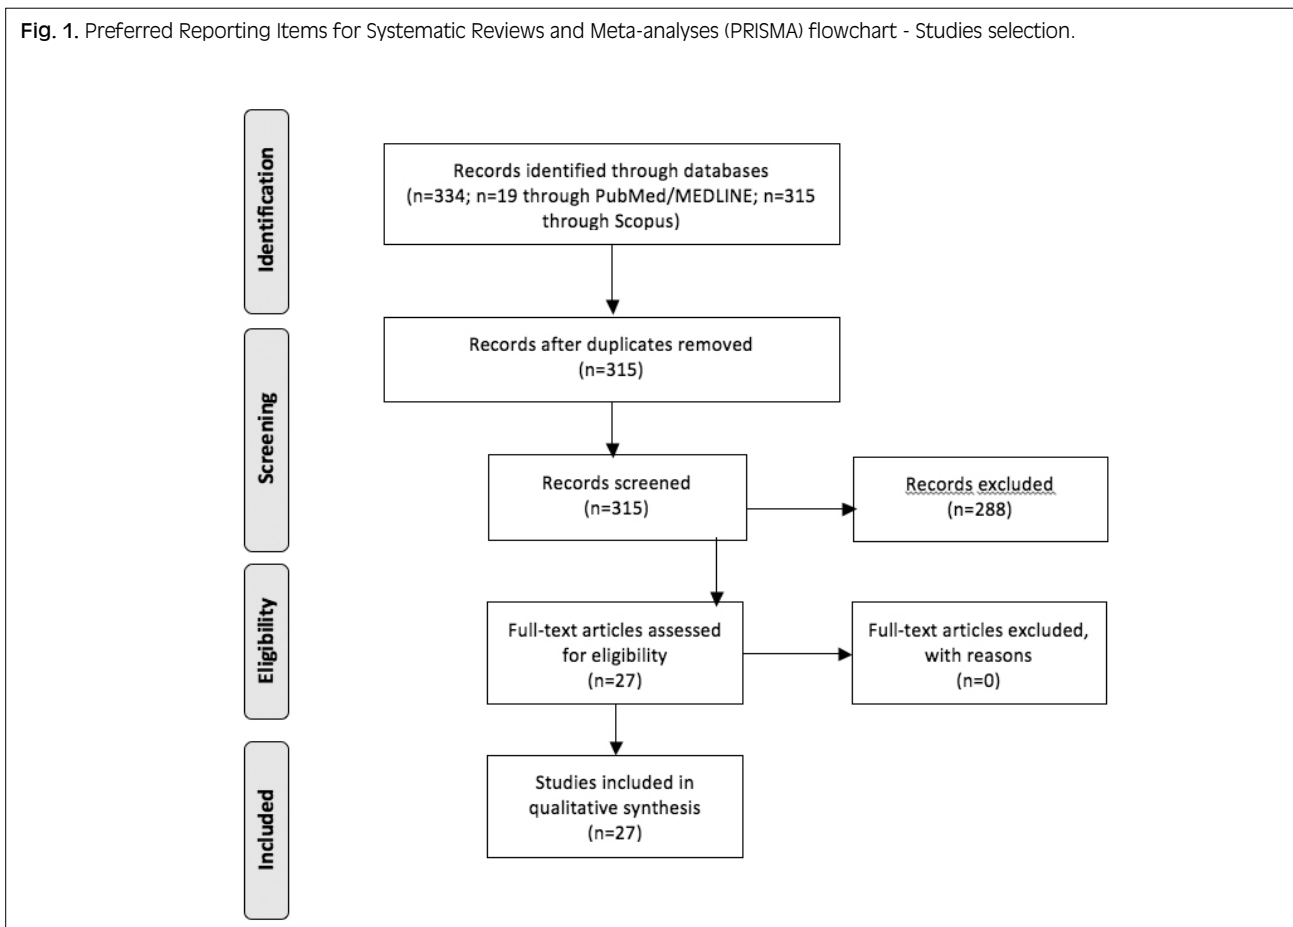 Fig. 1. Preferred Reporting Items for Systematic Reviews and Meta-analyses (PRISMA) flowchart - Studies selection.
Identification
Records identified through databases
(n=334; n=19 through PubMed/MEDLINE; n=315
through Scopus)
Screening
Records after duplicates removed
(n=315)
Records screened
(n=315)
Records excluded
(n=288)
Eligibility
Full-text articles assessed
for eligibility
(n=27)
Full-text articles excluded,
with reasons
(n=0)
Included
Studies included in
qualitative synthesis
(n=27)